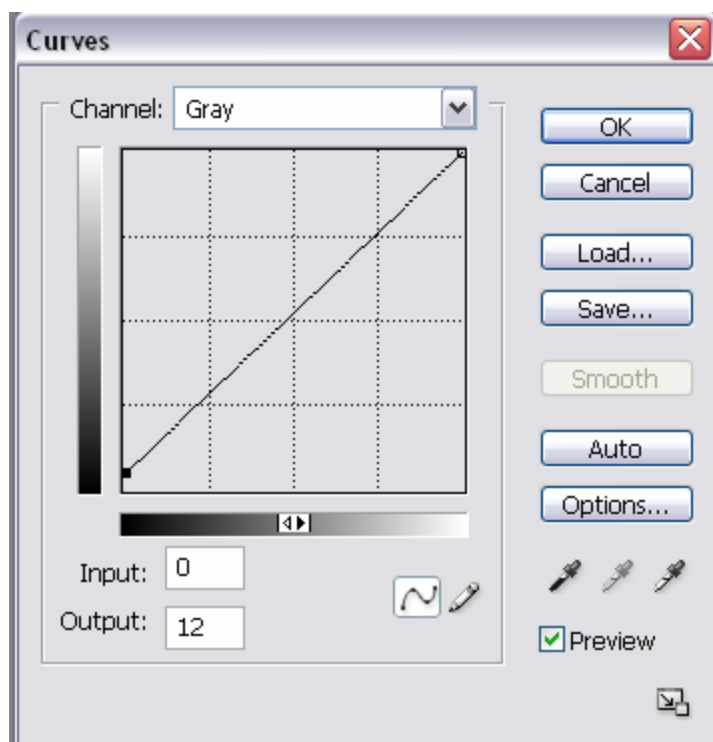 Curves
Channel: Gray
OK
Cancel
Load...
Save...
Smooth
Auto
Options...
Input: 0
Output: 12
Preview